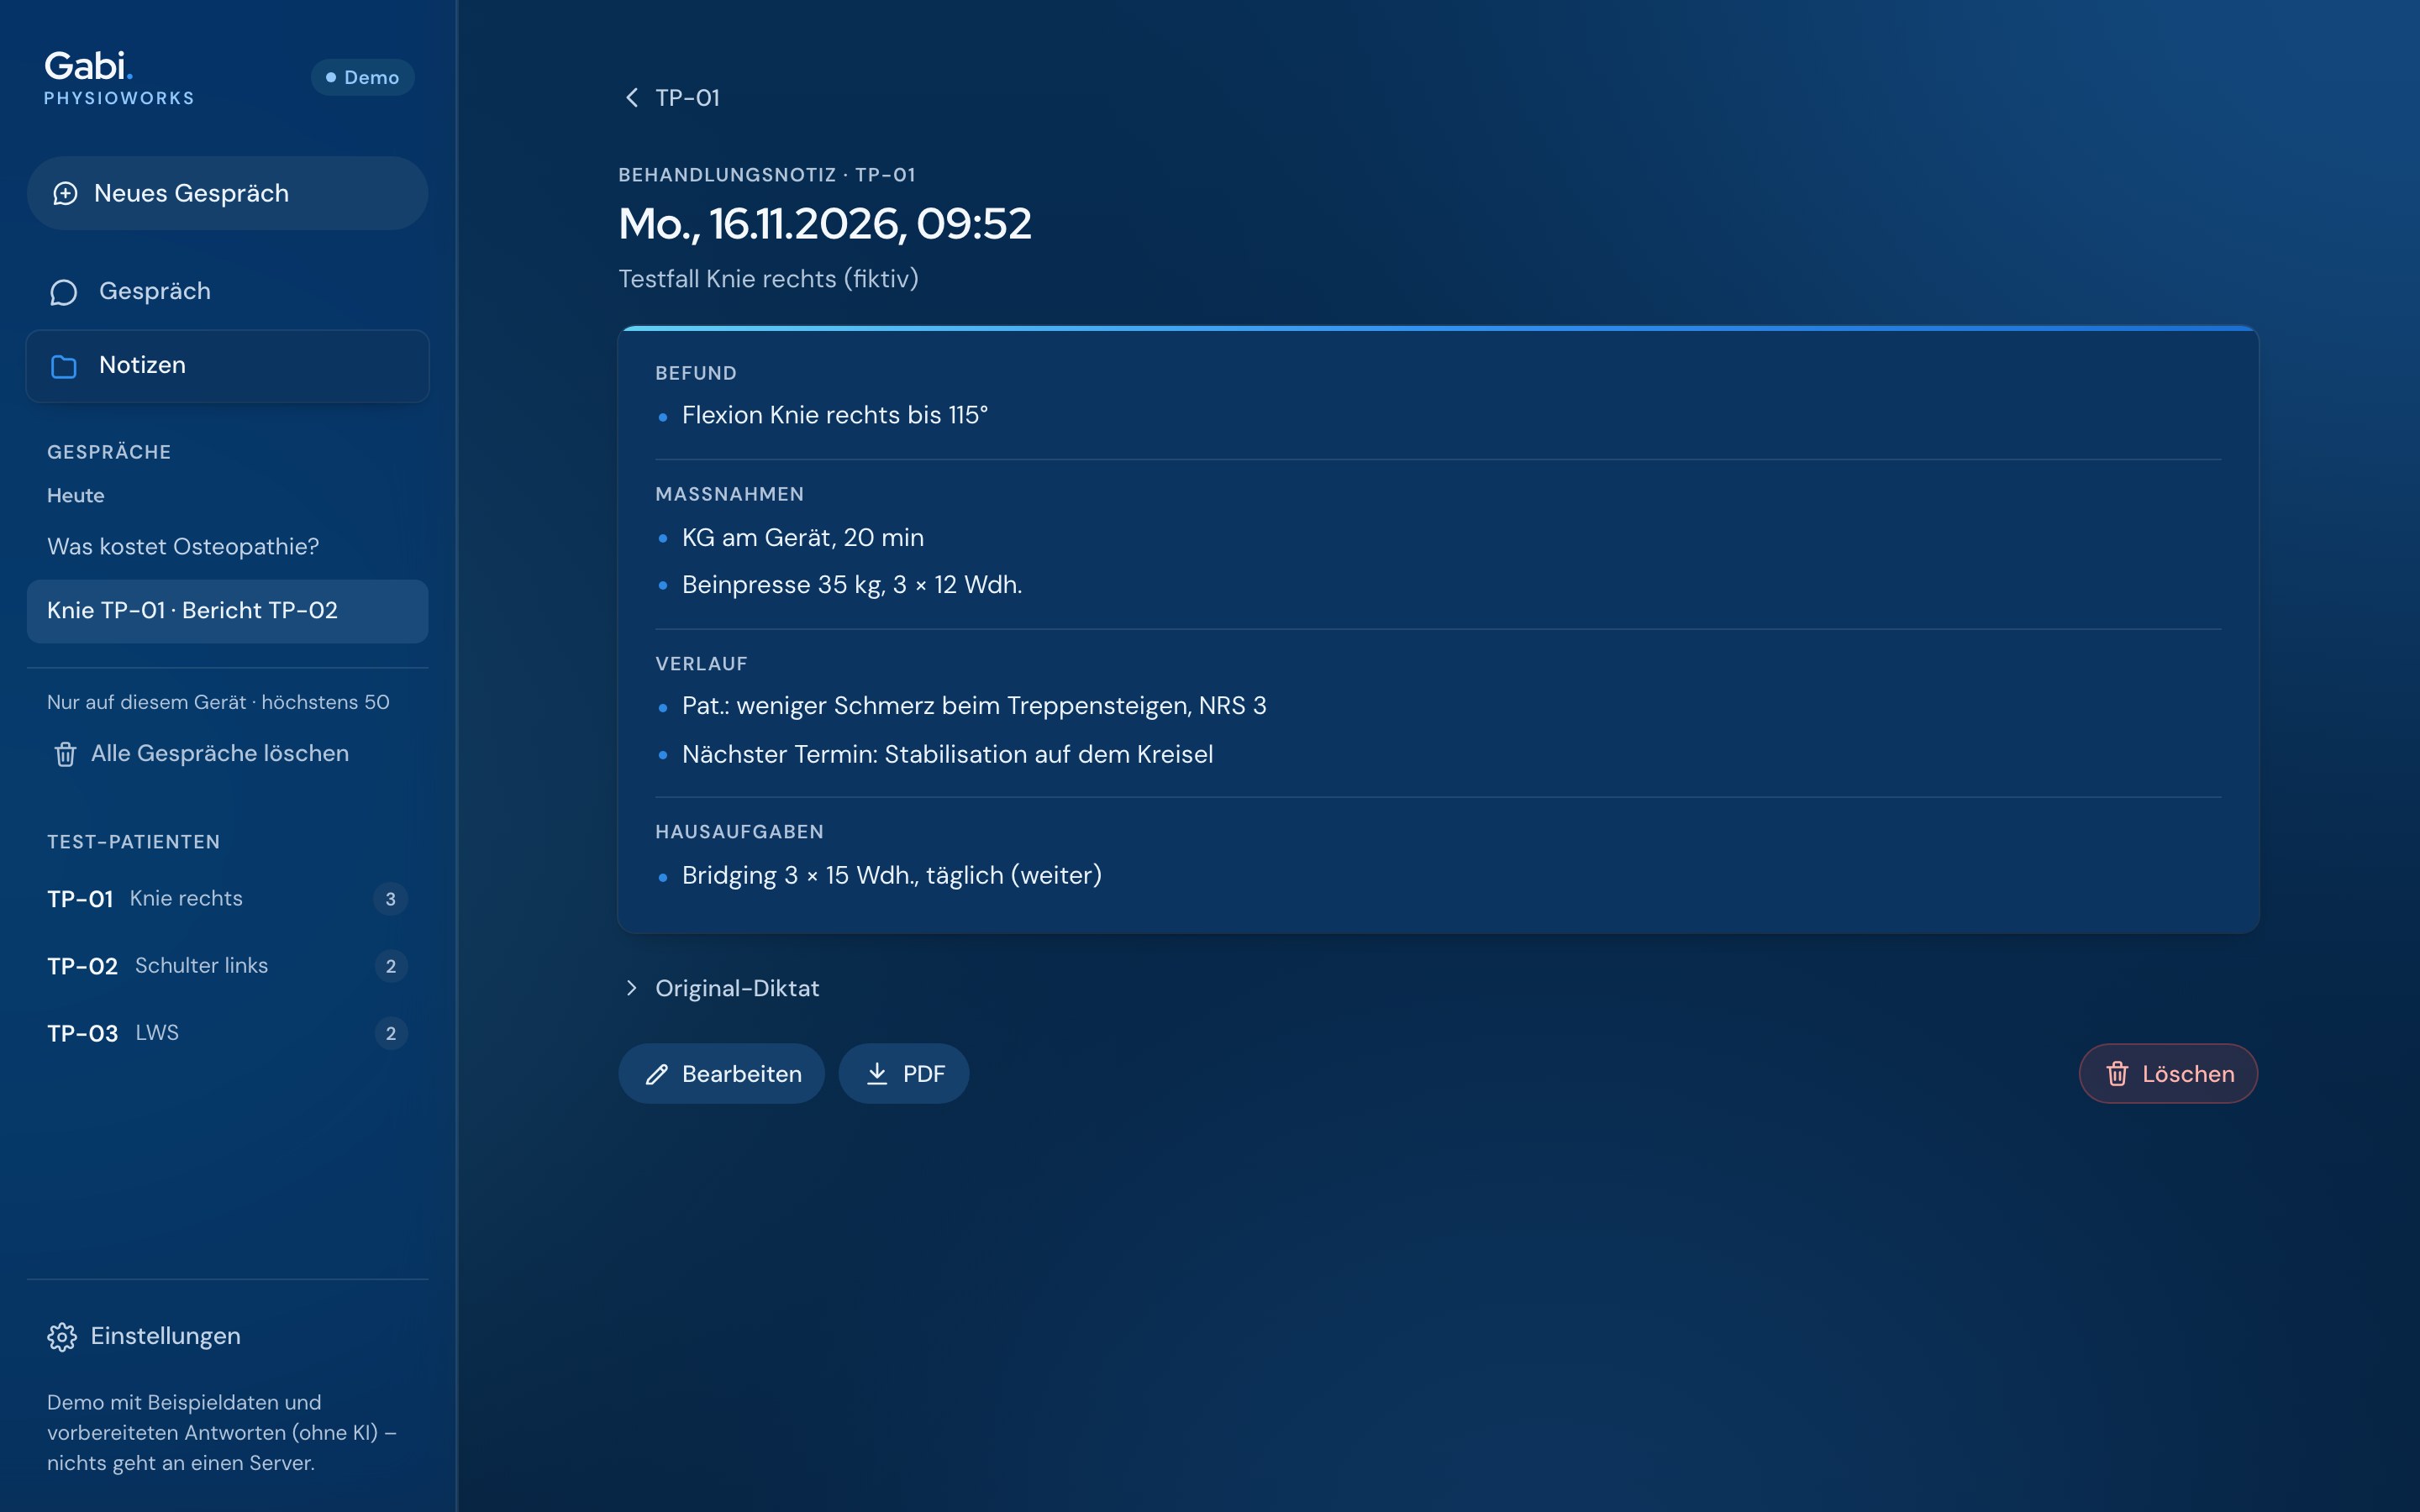 Gabi.
PHYSIOWORKS
Demo
Neues Gespräch
Gespräch
Notizen
GESPRÄCHE
Heute
Was kostet Osteopathie?
Knie TP-01 · Bericht TP-02
Nur auf diesem Gerät · höchstens 50
Alle Gespräche löschen
TEST-PATIENTEN
TP-01 Knie rechts 3
TP-02 Schulter links 2
TP-03 LWS 2
Einstellungen
Demo mit Beispieldaten und
vorbereiteten Antworten (ohne KI) –
nichts geht an einen Server.
TP-01
BEHANDLUNGSNOTIZ · TP-01
Mo., 16.11.2026, 09:52
Testfall Knie rechts (fiktiv)
BEFUND
Flexion Knie rechts bis 115°
MASSNAHMEN
KG am Gerät, 20 min
Beinpresse 35 kg, 3 × 12 Wdh.
VERLAUF
Pat.: weniger Schmerz beim Treppensteigen, NRS 3
Nächster Termin: Stabilisation auf dem Kreisel
HAUSAUFGABEN
Bridging 3 × 15 Wdh., täglich (weiter)
Original-Diktat
Bearbeiten
PDF
Löschen